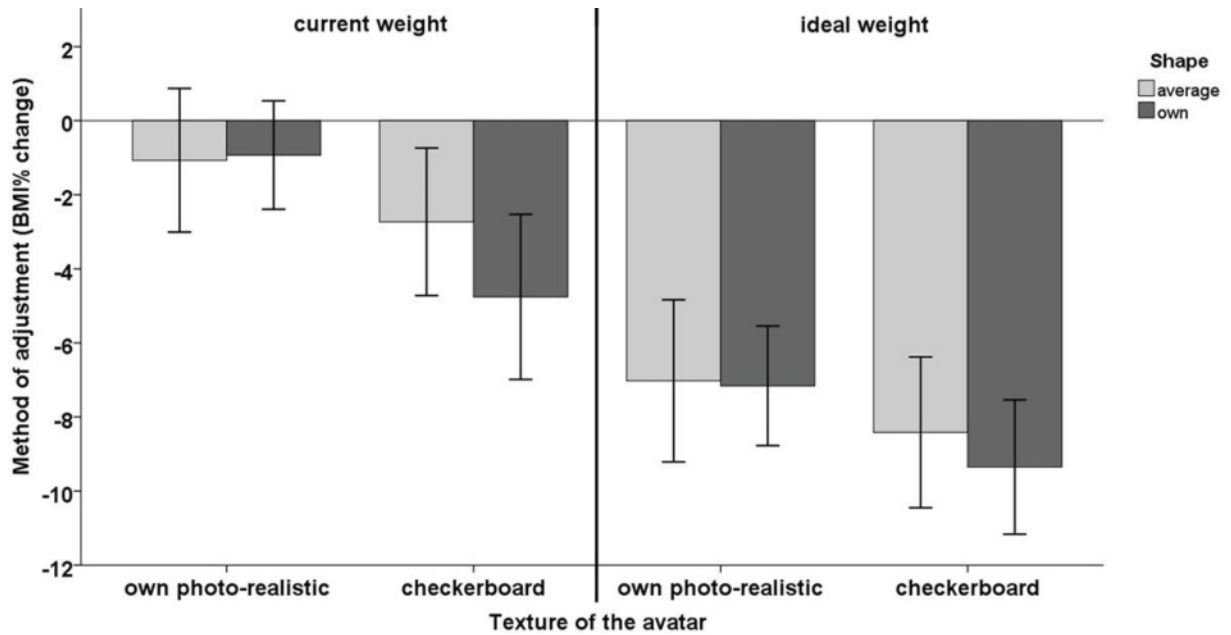 current weight
ideal weight
Shape
average
own
Method of adjustment (BMI% change)
2
0
-2
-4
-6
-8
-10
-12
own photo-realistic
checkerboard
own photo-realistic
checkerboard
Texture of the avatar